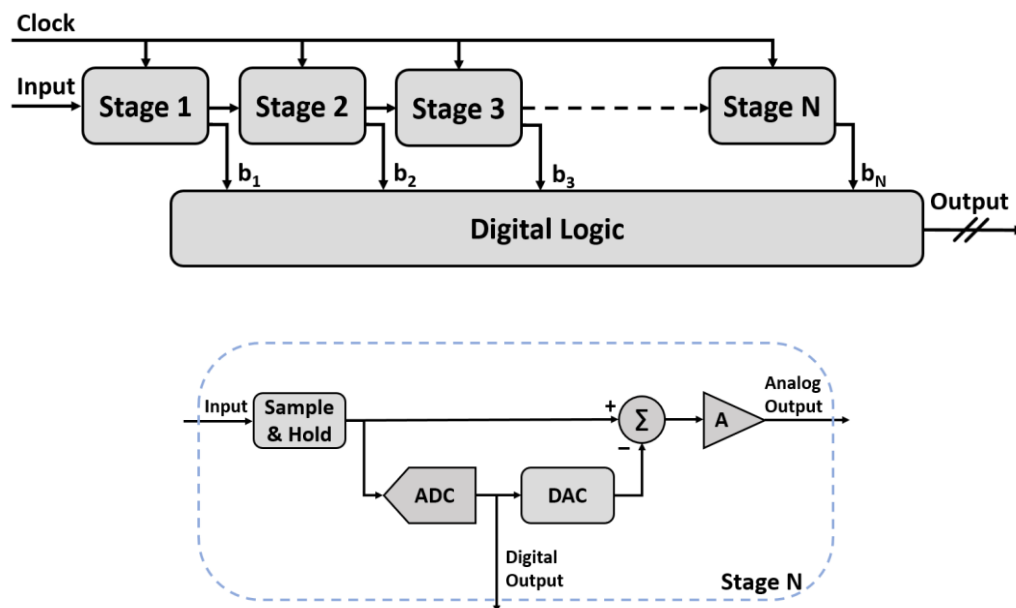 Clock
Input
Stage 1
Stage 2
Stage 3
Stage N
b₁
b₂
b₃
b_N
Output
Digital Logic
Input
Sample
& Hold
+
Σ
−
A
Analog
Output
ADC
DAC
Digital
Output
Stage N